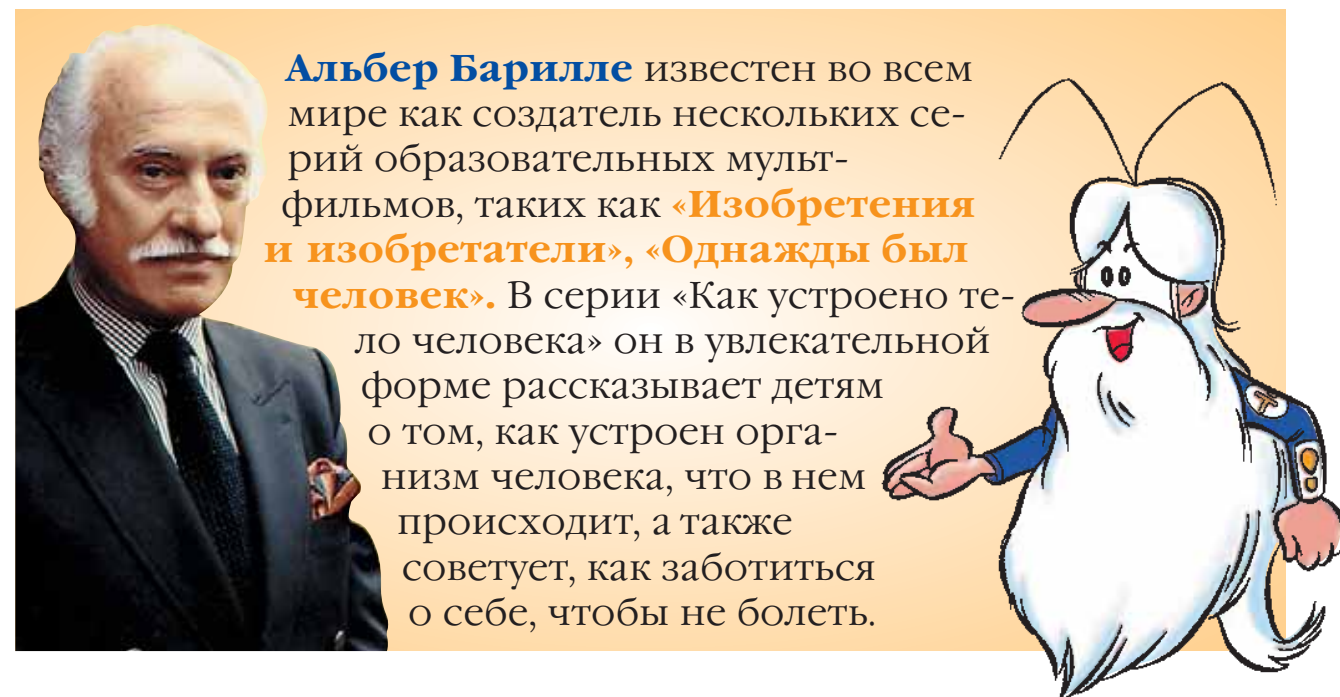 Альбер Барилле известен во всем
мире как создатель нескольких се-
рий образовательных мульт-
фильмов, таких как «Изобретения
и изобретатели», «Однажды был
человек». В серии «Как устроено те-
ло человека» он в увлекательной
форме рассказывает детям
о том, как устроен орга-
низм человека, что в нем
происходит, а также
советует, как заботиться
о себе, чтобы не болеть.